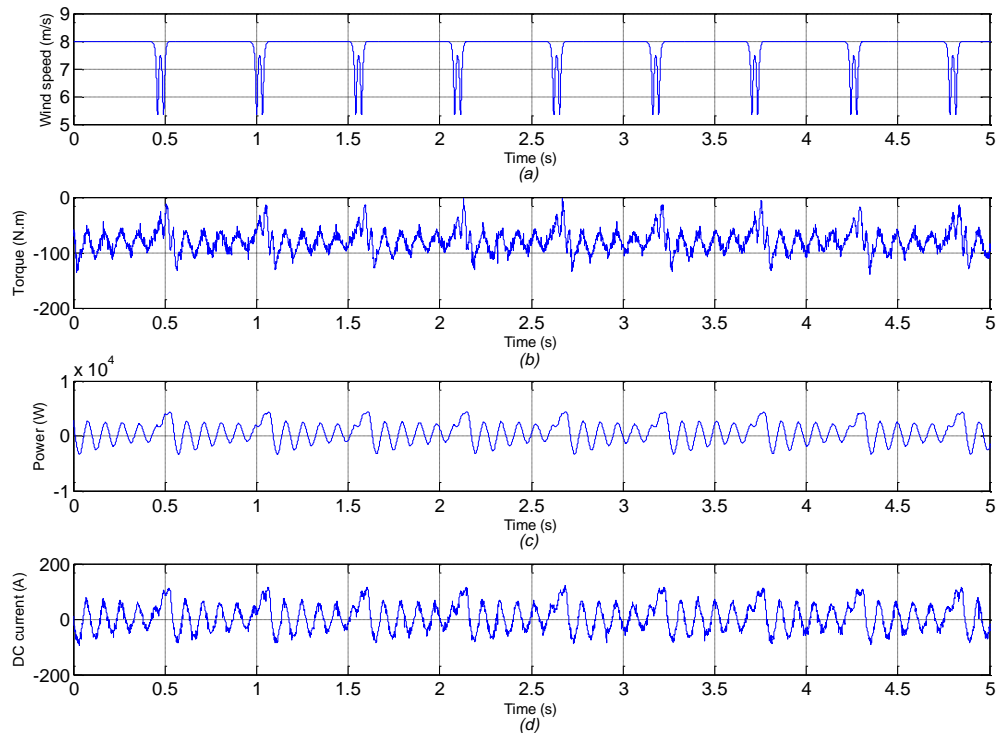 Wind speed (m/s)
9
8
7
6
5
0 0.5 1 1.5 2 2.5 3 3.5 4 4.5 5
Time (s)
(a)
Torque (N.m)
0
-100
-200
0 0.5 1 1.5 2 2.5 3 3.5 4 4.5 5
Time (s)
(b)
x 10^4
Power (W)
1
0
-1
0 0.5 1 1.5 2 2.5 3 3.5 4 4.5 5
Time (s)
(c)
DC current (A)
200
0
-200
0 0.5 1 1.5 2 2.5 3 3.5 4 4.5 5
Time (s)
(d)